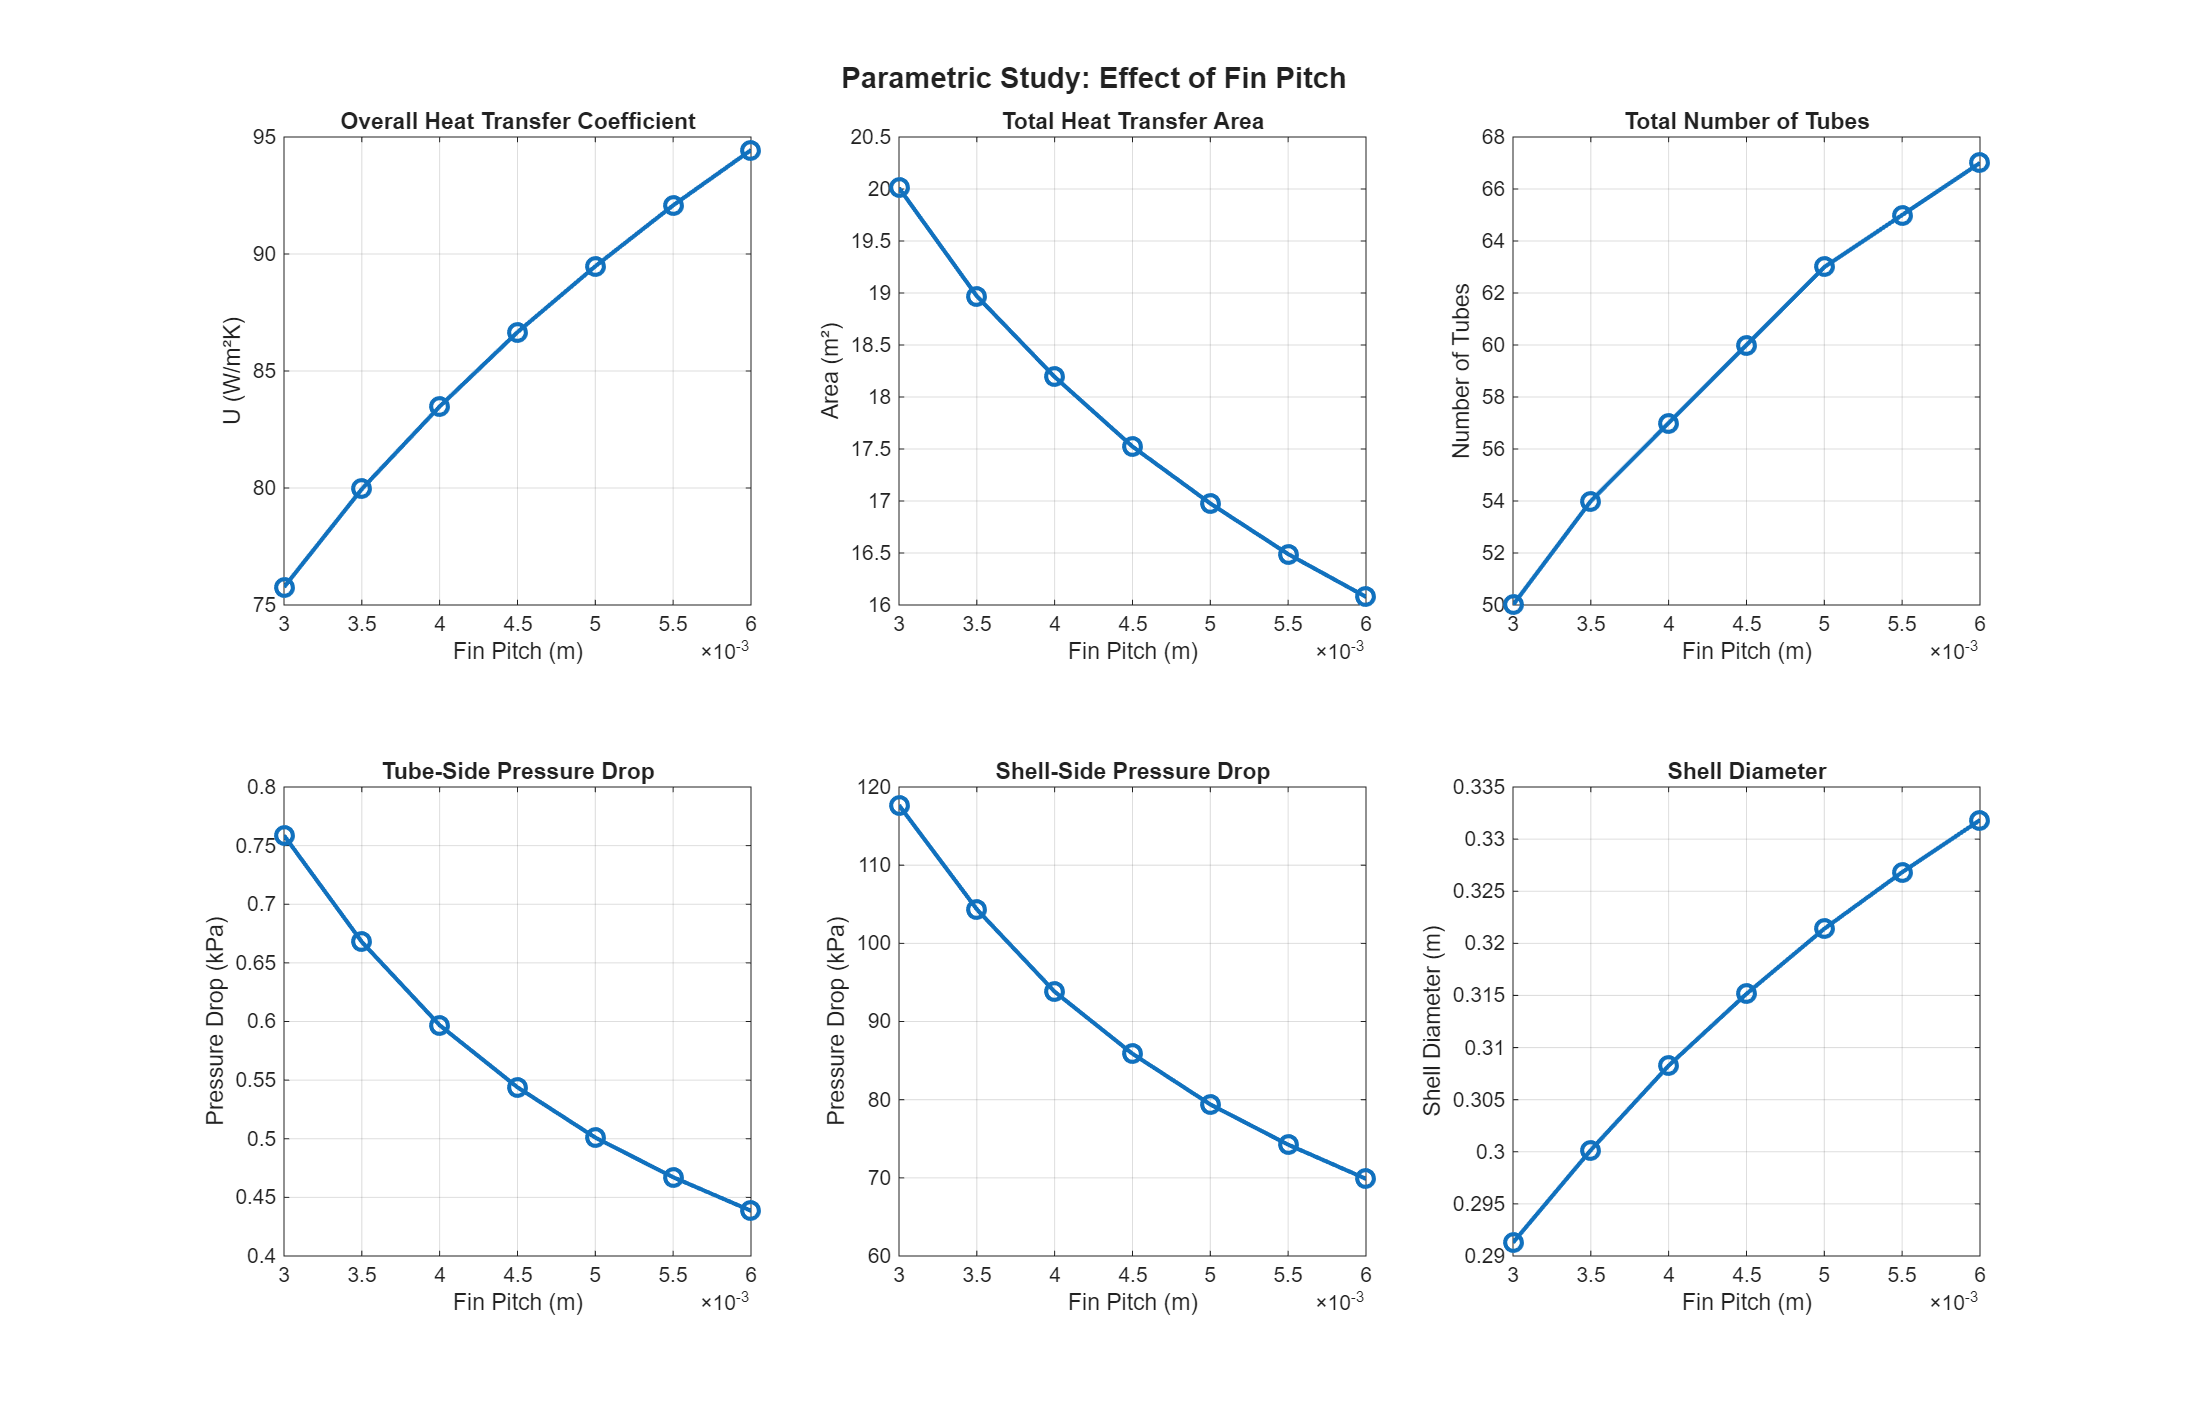 Parametric Study: Effect of Fin Pitch
Overall Heat Transfer Coefficient
95
90
85
80
75
U (W/m²K)
3 3.5 4 4.5 5 5.5 6
Fin Pitch (m)
×10⁻³
Total Heat Transfer Area
20.5
20
19.5
19
18.5
18
17.5
17
16.5
16
Area (m²)
3 3.5 4 4.5 5 5.5 6
Fin Pitch (m)
×10⁻³
Total Number of Tubes
68
66
64
62
60
58
56
54
52
50
Number of Tubes
3 3.5 4 4.5 5 5.5 6
Fin Pitch (m)
×10⁻³
Tube-Side Pressure Drop
0.8
0.75
0.7
0.65
0.6
0.55
0.5
0.45
0.4
Pressure Drop (kPa)
3 3.5 4 4.5 5 5.5 6
Fin Pitch (m)
×10⁻³
Shell-Side Pressure Drop
120
110
100
90
80
70
60
Pressure Drop (kPa)
3 3.5 4 4.5 5 5.5 6
Fin Pitch (m)
×10⁻³
Shell Diameter
0.335
0.33
0.325
0.32
0.315
0.31
0.305
0.3
0.295
0.29
Shell Diameter (m)
3 3.5 4 4.5 5 5.5 6
Fin Pitch (m)
×10⁻³